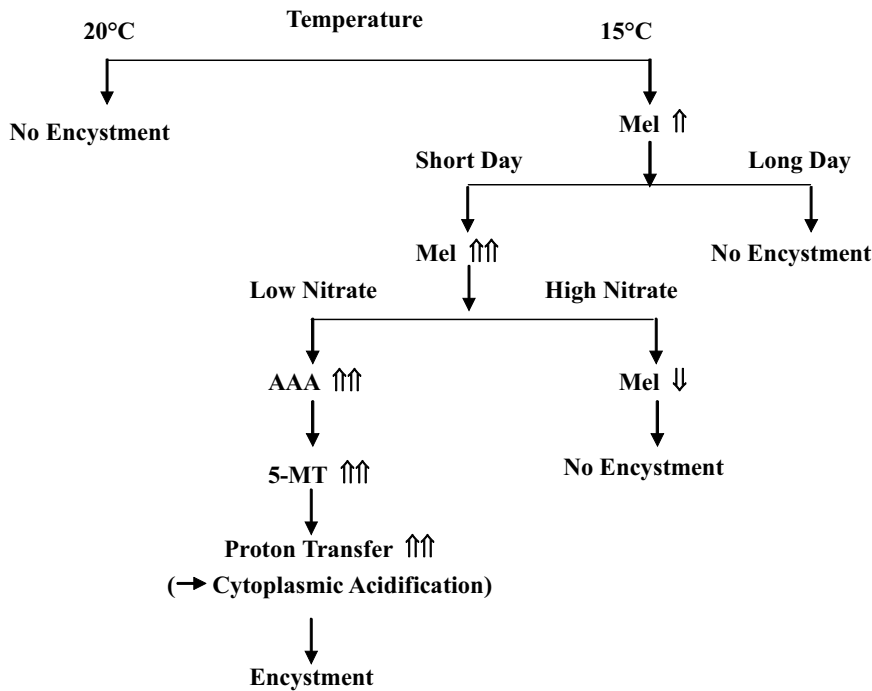 Temperature
20°C
15°C
No Encystment
Mel ⇑
Short Day
Long Day
Mel ⇑⇑
No Encystment
Low Nitrate
High Nitrate
AAA ⇑⇑
Mel ⇓
5-MT ⇑⇑
No Encystment
Proton Transfer ⇑⇑
(→ Cytoplasmic Acidification)
Encystment